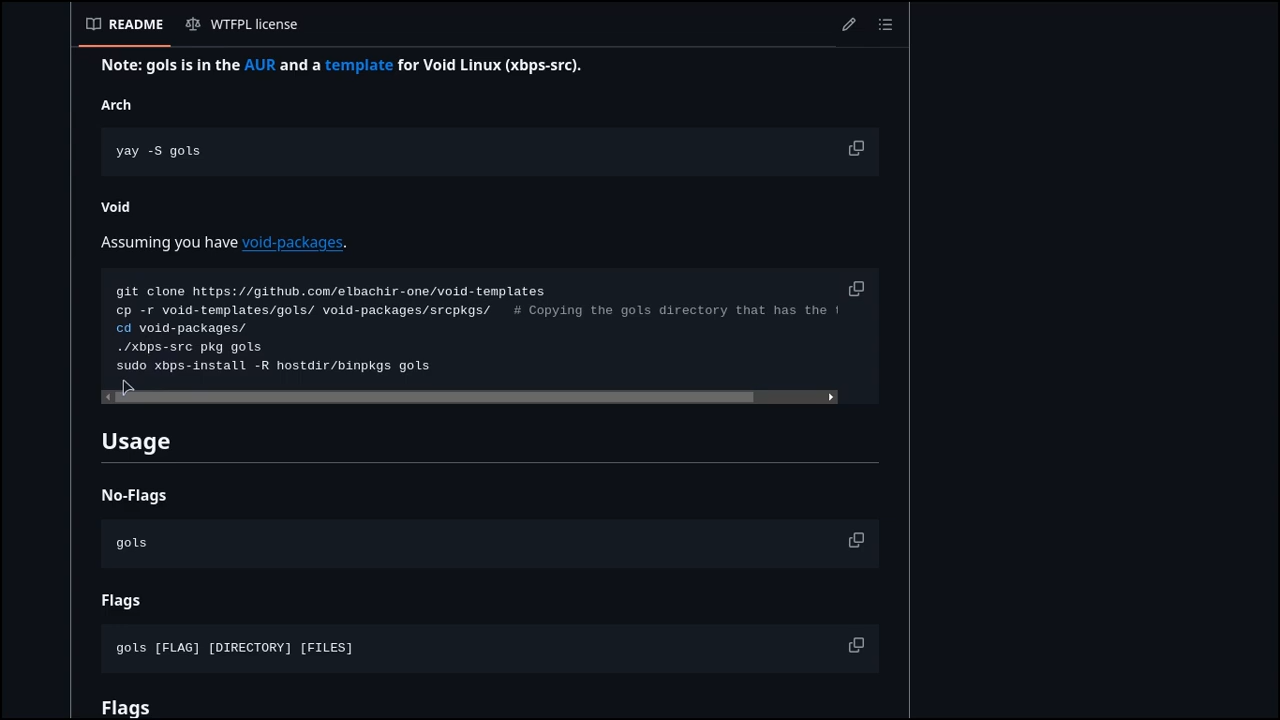 README
WTFPL license
Note: gols is in the AUR and a template for Void Linux (xbps-src).
Arch
yay -S gols
Void
Assuming you have void-packages.
git clone https://github.com/elbachir-one/void-templates
cp -r void-templates/gols/ void-packages/srcpkgs/   # Copying the gols directory that has the
cd void-packages/
./xbps-src pkg gols
sudo xbps-install -R hostdir/binpkgs gols
Usage
No-Flags
gols
Flags
gols [FLAG] [DIRECTORY] [FILES]
Flags